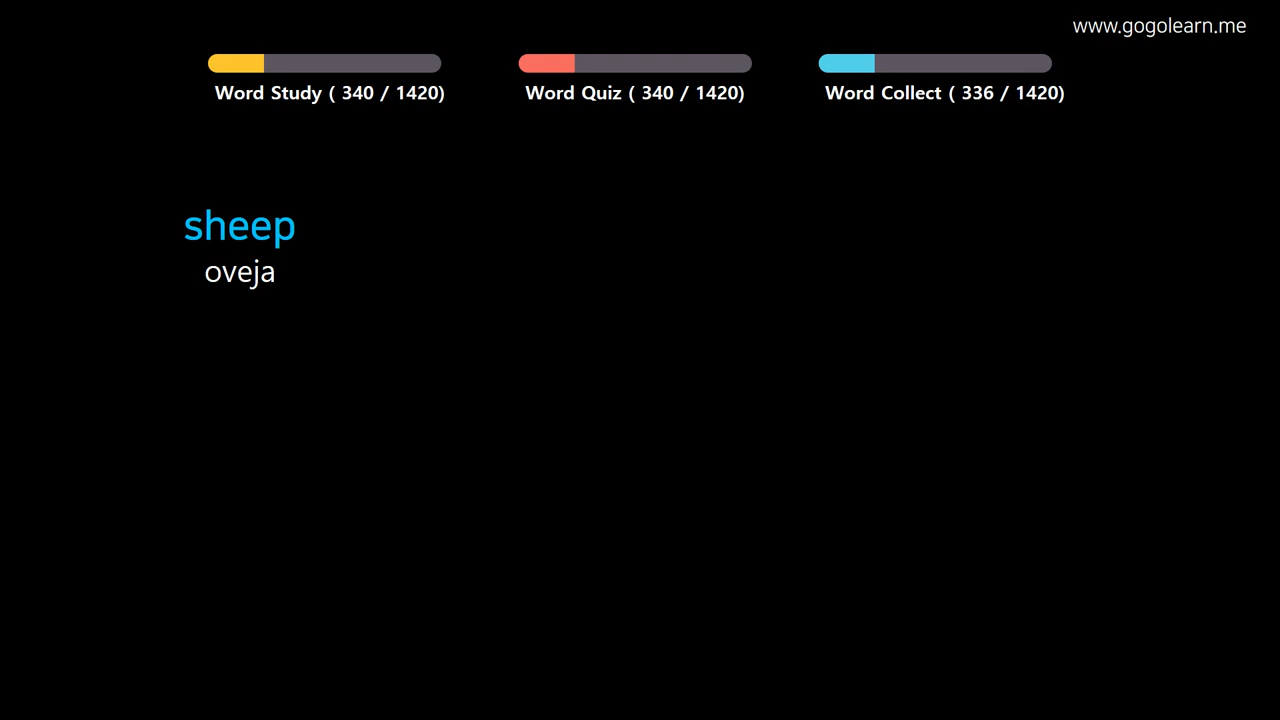 www.gogolearn.me
Word Study ( 340 / 1420)
Word Quiz ( 340 / 1420)
Word Collect ( 336 / 1420)
sheep
oveja